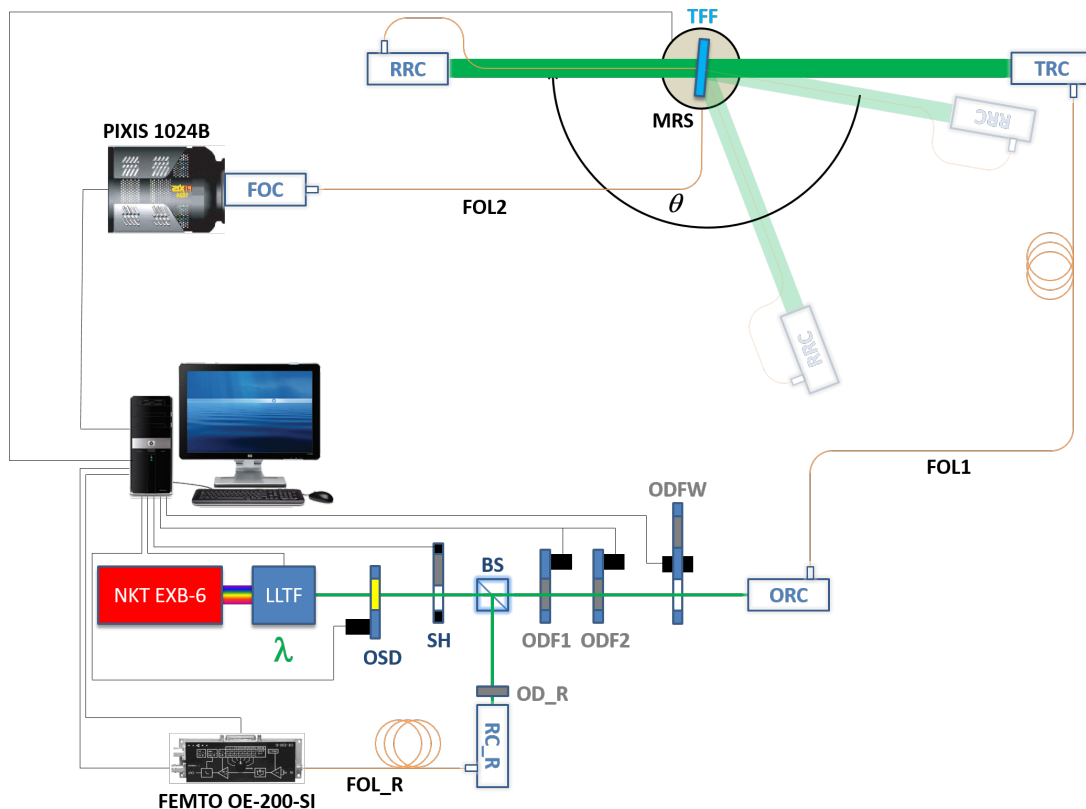 TFF
RRC
TRC
MRS
RRC
PIXIS 1024B
FOC
FOL2
θ
RRC
FOL1
ODFW
BS
NKT EXB-6
LLTF
ORC
λ
OSD
SH
ODF1
ODF2
OD_R
RC_R
FOL_R
FEMTO OE-200-SI